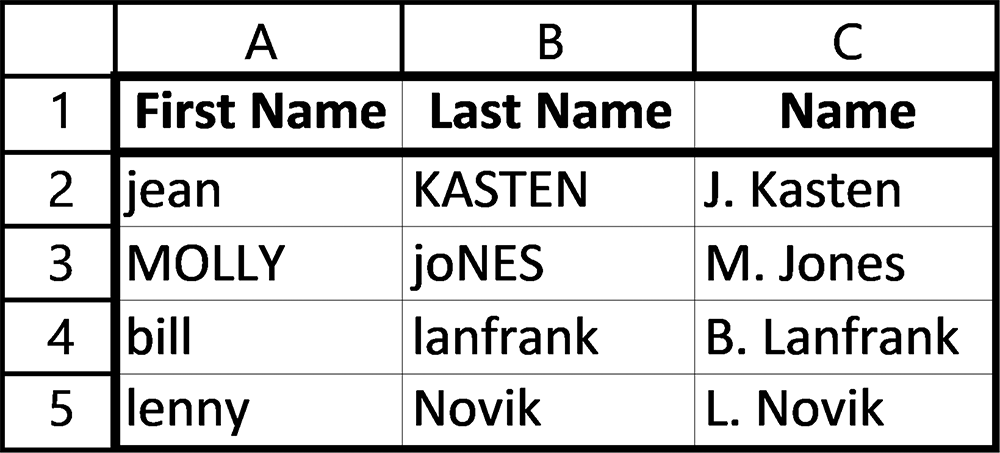 A B C
1 First Name Last Name Name
2 jean KASTEN J. Kasten
3 MOLLY joNES M. Jones
4 bill lanfrank B. Lanfrank
5 lenny Novik L. Novik